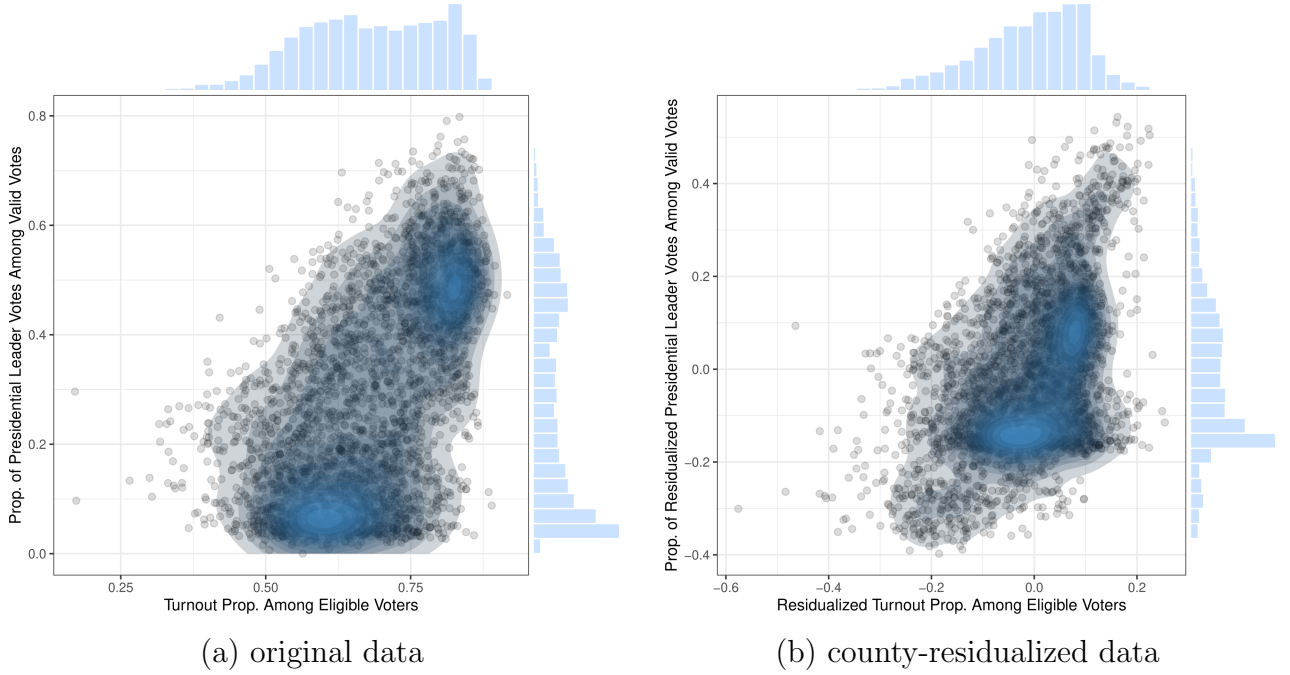 Prop. of Presidential Leader Votes Among Valid Votes
0.8
0.6
0.4
0.2
0.0
0.25 0.50 0.75
Turnout Prop. Among Eligible Voters
(a) original data
Prop. of Residualized Presidential Leader Votes Among Valid Votes
0.4
0.2
0.0
−0.2
−0.4
−0.6 −0.4 −0.2 0.0 0.2
Residualized Turnout Prop. Among Eligible Voters
(b) county-residualized data